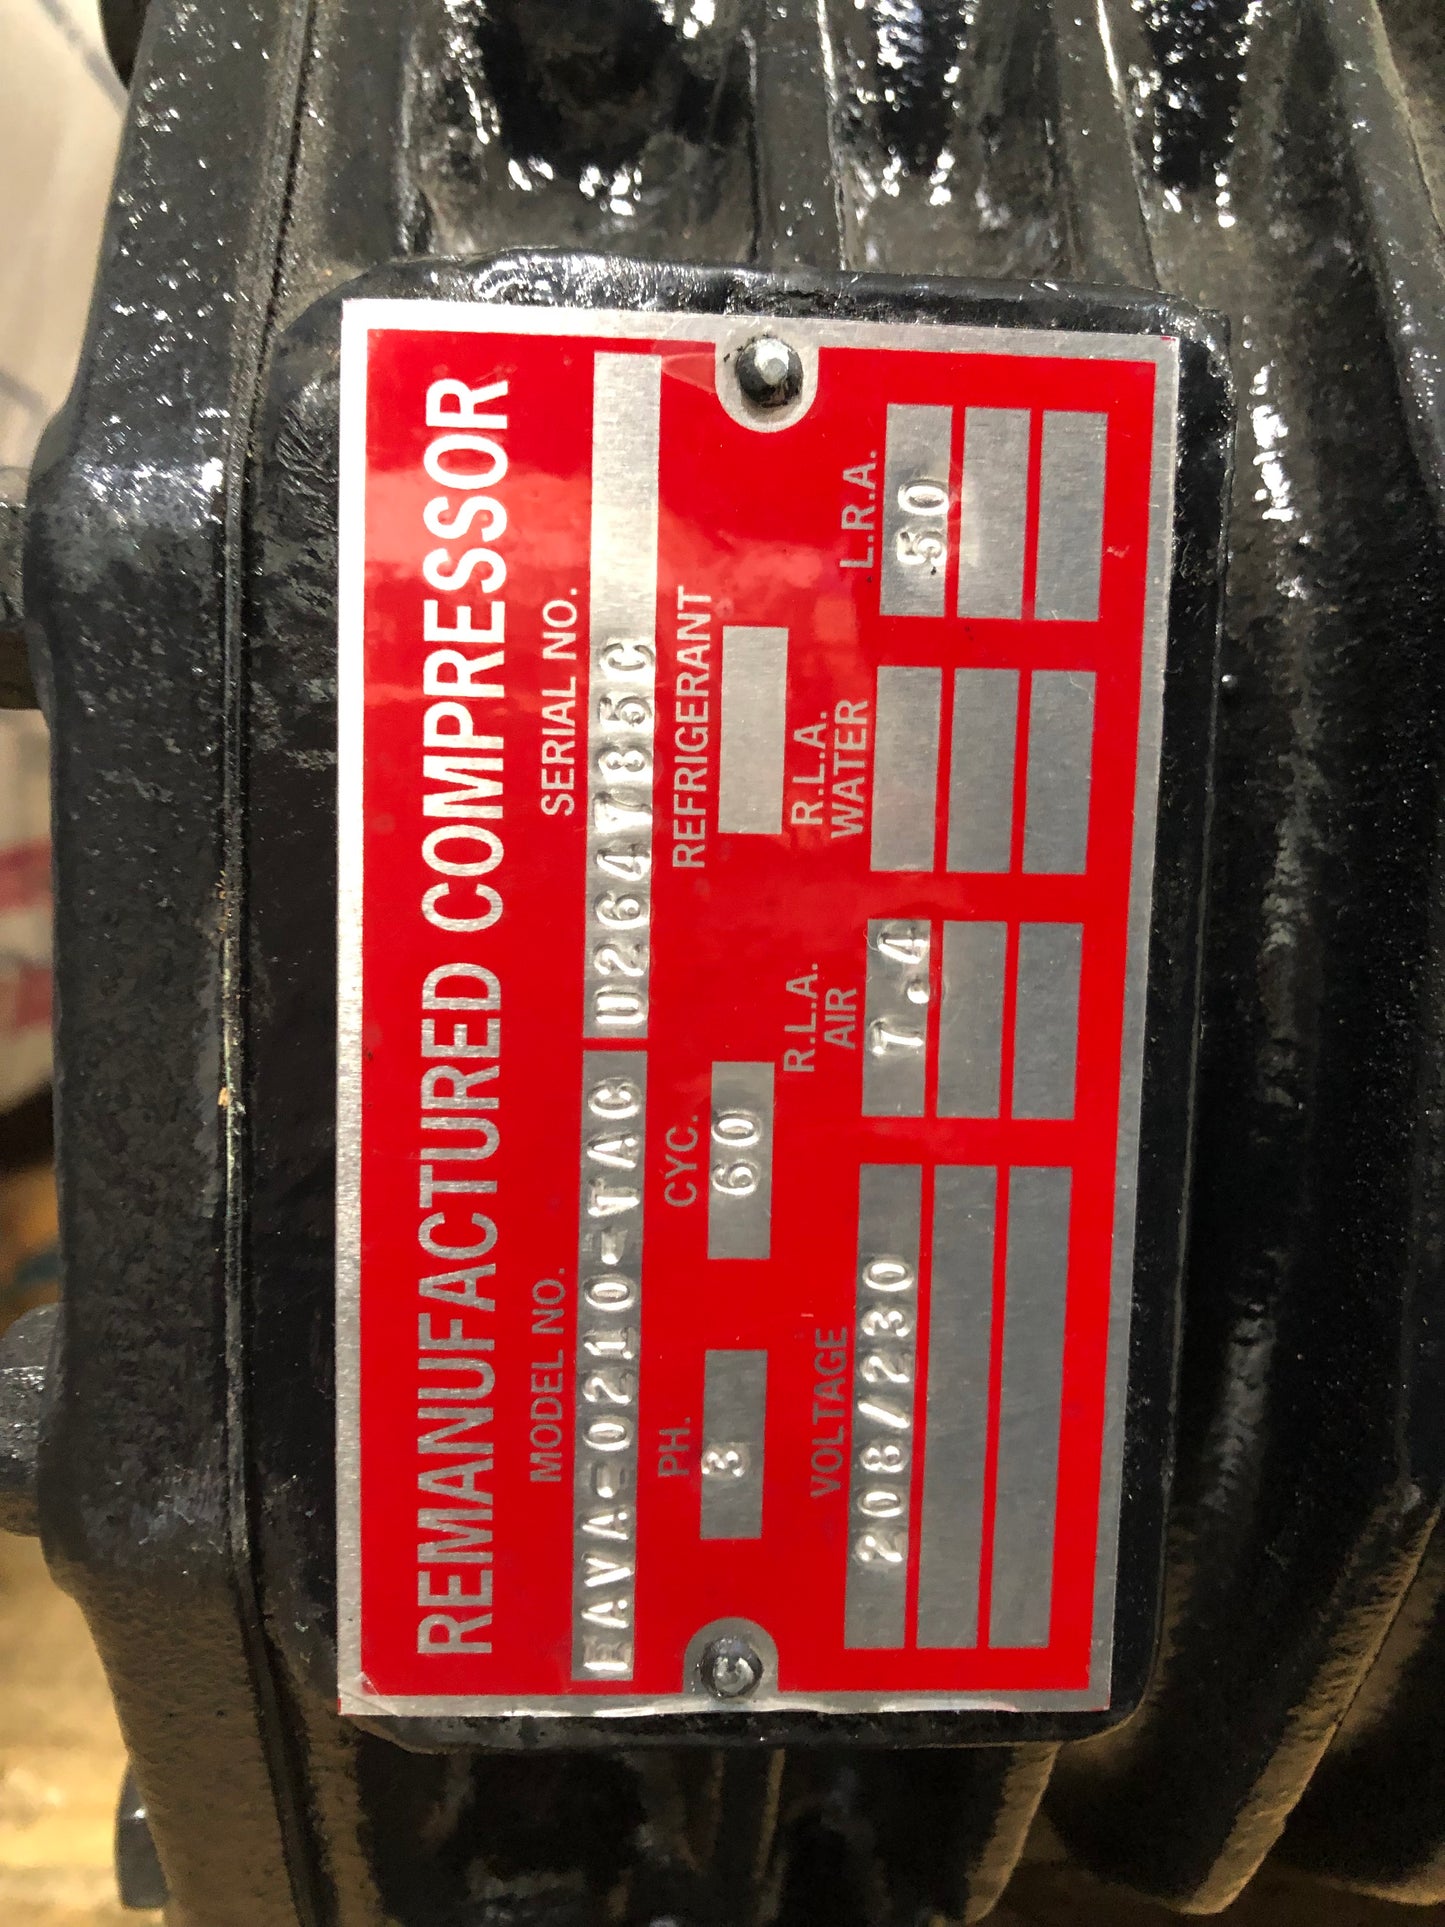 REMANUFACTURED COMPRESSOR
MODEL NO. SERIAL NO.
EAVA-0210-TAC U264785C
PH. CYC. REFRIGERANT
3 60
VOLTAGE R.L.A. AIR R.L.A. WATER L.R.A.
208/230 7.4 50